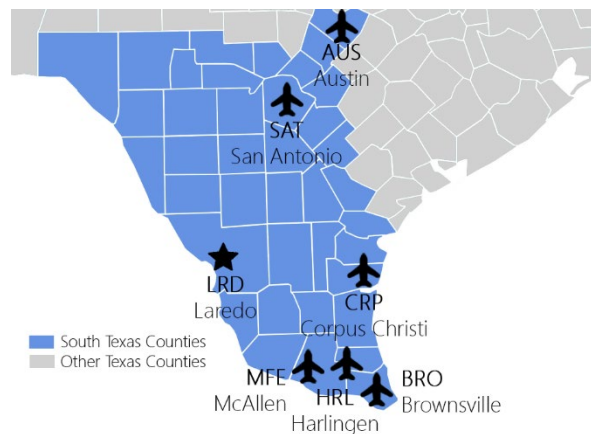 AUS
Austin
SAT
San Antonio
LRD
Laredo
CRP
Corpus Christi
South Texas Counties
Other Texas Counties
MFE
McAllen
HRL
Harlingen
BRO
Brownsville